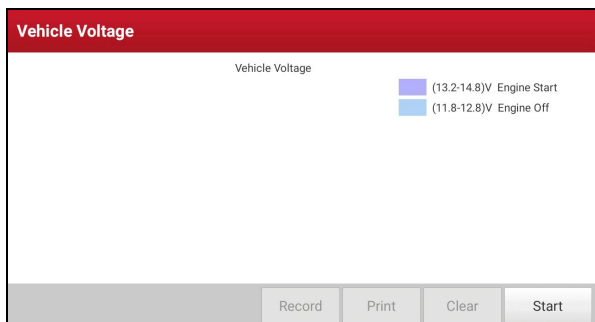 Vehicle Voltage
Vehicle Voltage
(13.2-14.8)V Engine Start
(11.8-12.8)V Engine Off
Record Print Clear Start